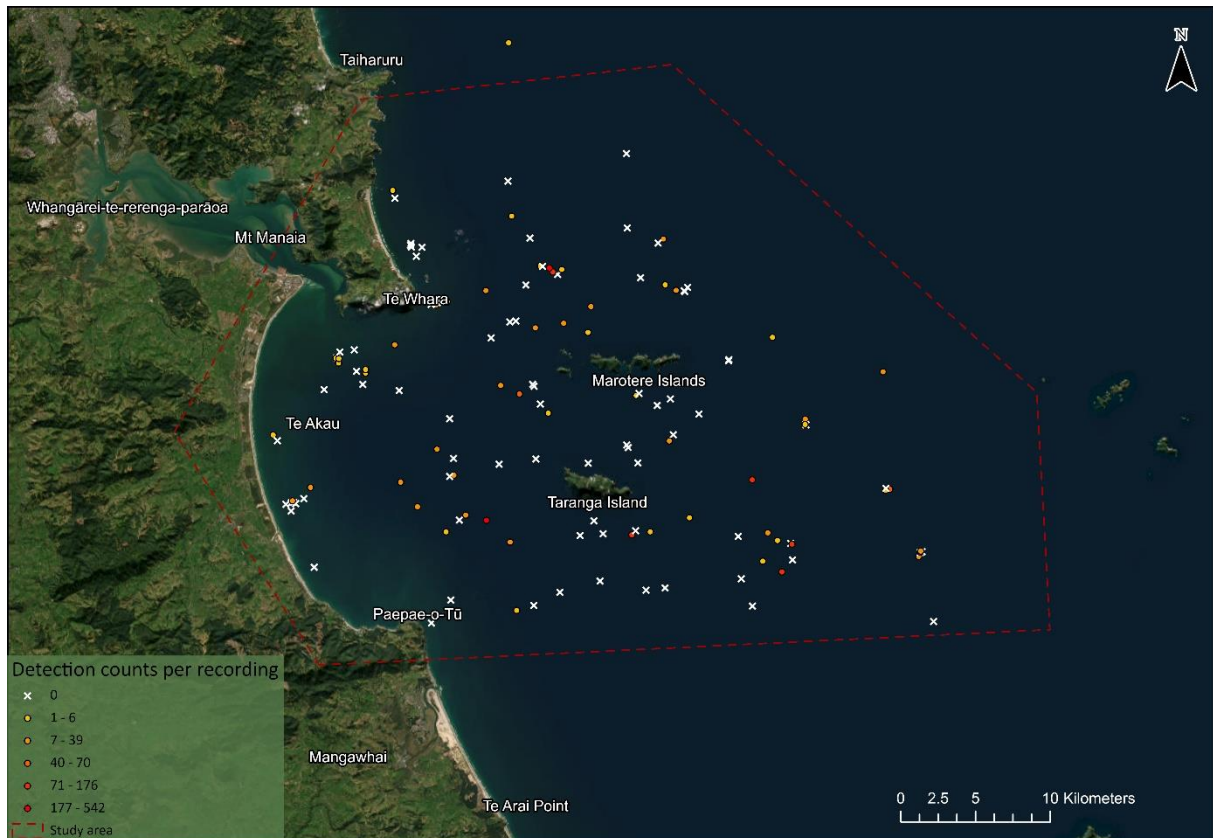 Taiharuru
N
Whangārei-te-rerenga-parāoa
Mt Manaia
Te Whara
Marotere Islands
Te Akau
Taranga Island
Paepae-o-Tū
Detection counts per recording
0
1 - 6
7 - 39
40 - 70
71 - 176
177 - 542
Study area
Mangawhai
Te Arai Point
0 2.5 5 10 Kilometers